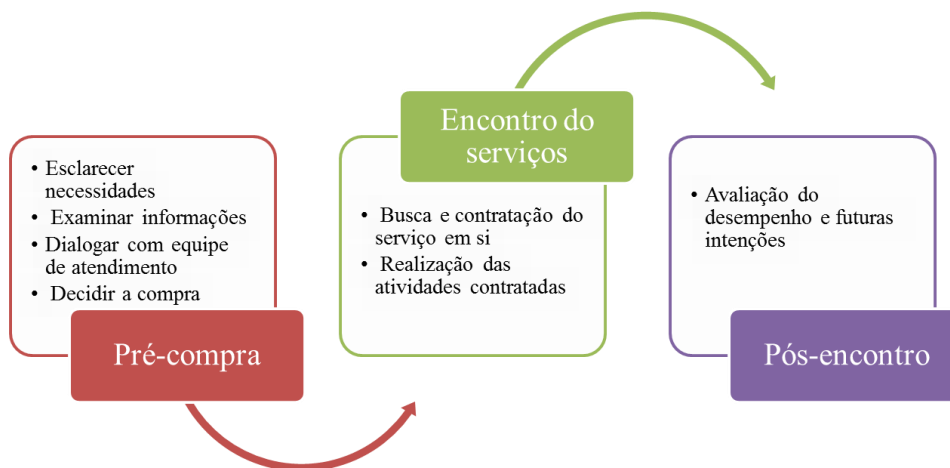 • Esclarecer
necessidades
• Examinar informações
• Dialogar com equipe
de atendimento
• Decidir a compra
Pré-compra
Encontro do
serviços
• Busca e contratação do
serviço em si
• Realização das
atividades contratadas
• Avaliação do
desempenho e futuras
intenções
Pós-encontro